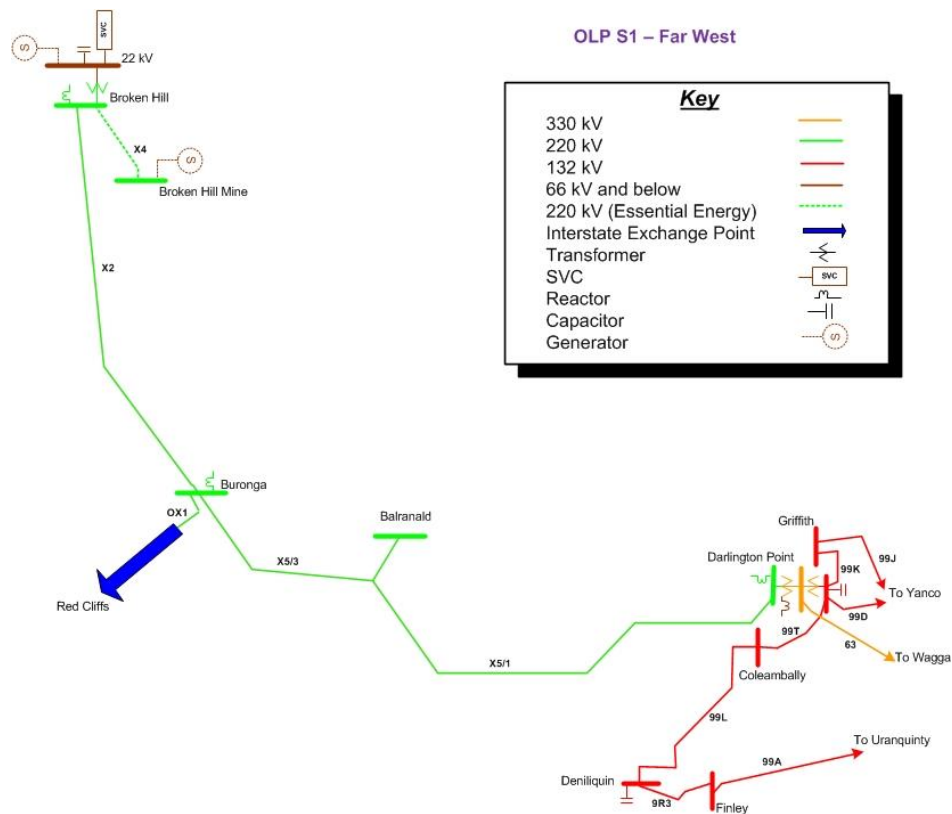 OLP S1 – Far West
SVC
S
22 kV
Broken Hill
X4
S
Broken Hill Mine
X2
Key
330 kV
220 kV
132 kV
66 kV and below
220 kV (Essential Energy)
Interstate Exchange Point
Transformer
SVC
SVC
Reactor
Capacitor
Generator
S
Buronga
OX1
Red Cliffs
X5/3
Balranald
X5/1
Griffith
99J
Darlington Point
99K
To Yanco
99D
99T
63
To Wagga
Coleambally
99L
To Uranquinty
99A
Deniliquin
9R3
Finley